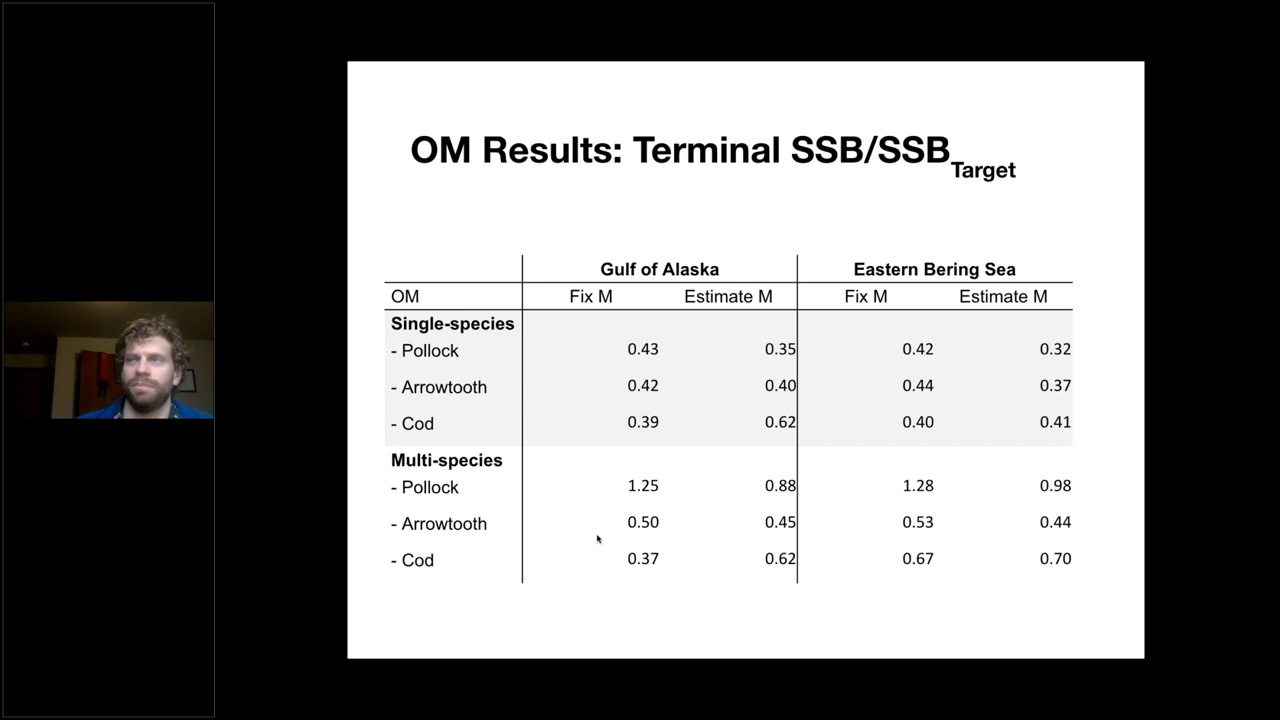 OM Results: Terminal SSB/SSB Target
Gulf of Alaska Eastern Bering Sea
OM Fix M Estimate M Fix M Estimate M
Single-species
- Pollock 0.43 0.35 0.42 0.32
- Arrowtooth 0.42 0.40 0.44 0.37
- Cod 0.39 0.62 0.40 0.41
Multi-species
- Pollock 1.25 0.88 1.28 0.98
- Arrowtooth 0.50 0.45 0.53 0.44
- Cod 0.37 0.62 0.67 0.70